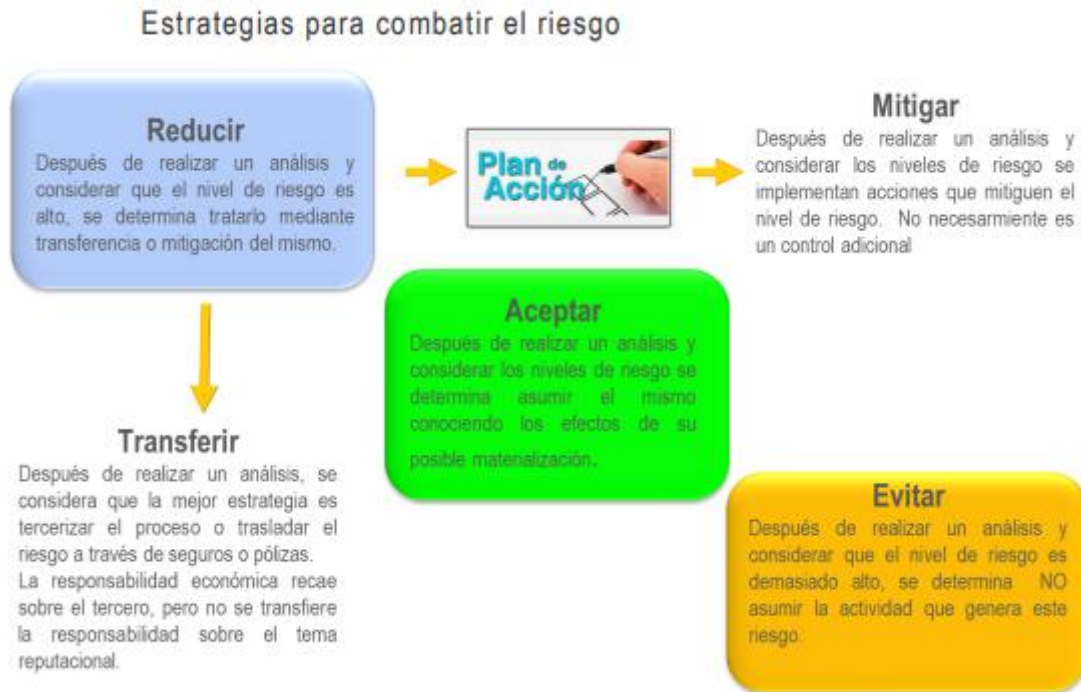 Estrategias para combatir el riesgo
Reducir
Después de realizar un análisis y
considerar que el nivel de riesgo es
alto, se determina tratarlo mediante
transferencia o mitigación del mismo.
Plan de
Acción
Mitigar
Después de realizar un análisis y
considerar los niveles de riesgo se
implementan acciones que mitiguen el
nivel de riesgo. No necesarmiente es
un control adicional
Aceptar
Después de realizar un análisis y
considerar los niveles de riesgo se
determina asumir el mismo
conociendo los efectos de su
posible materialización.
Transferir
Después de realizar un análisis, se
considera que la mejor estrategia es
tercerizar el proceso o trasladar el
riesgo a través de seguros o pólizas.
La responsabilidad económica recae
sobre el tercero, pero no se transfiere
la responsabilidad sobre el tema
reputacional.
Evitar
Después de realizar un análisis y
considerar que el nivel de riesgo es
demasiado alto, se determina NO
asumir la actividad que genera este
riesgo.